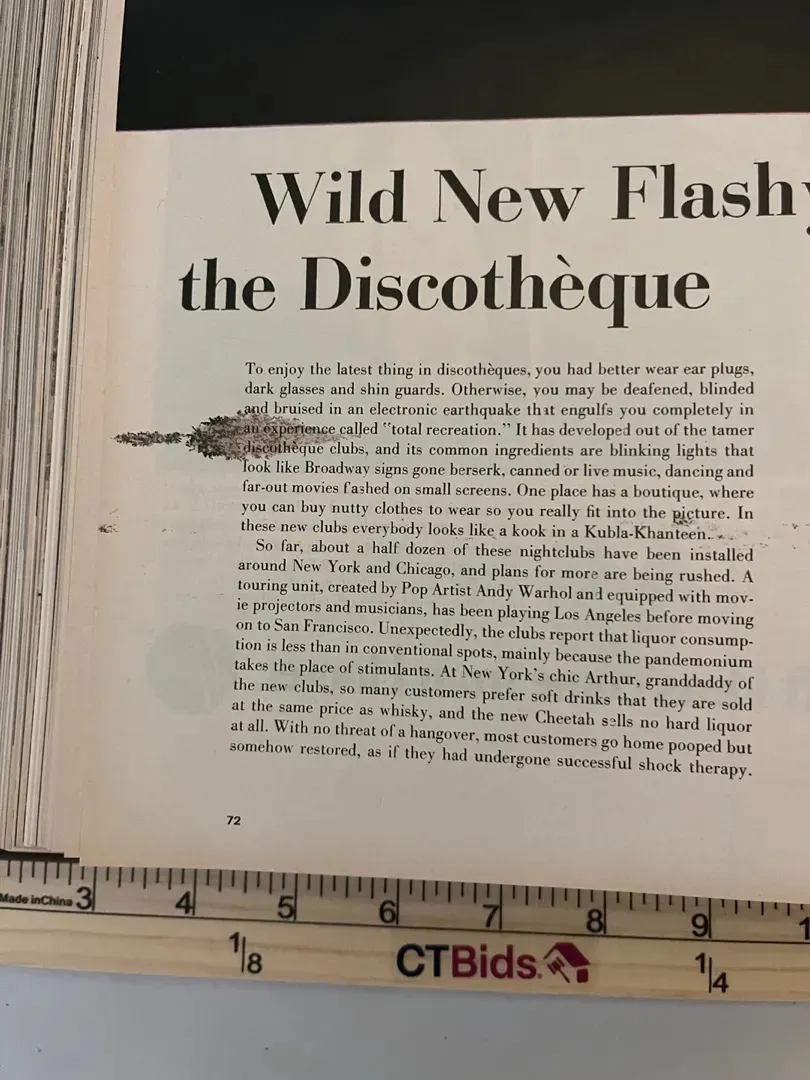 Wild New Flashy
the Discothèque
To enjoy the latest thing in discothèques, you had better wear ear plugs,
dark glasses and shin guards. Otherwise, you may be deafened, blinded
and bruised in an electronic earthquake that engulfs you completely in
an experience called "total recreation." It has developed out of the tamer
discothèque clubs, and its common ingredients are blinking lights that
look like Broadway signs gone berserk, canned or live music, dancing and
far-out movies flashed on small screens. One place has a boutique, where
you can buy nutty clothes to wear so you really fit into the picture. In
these new clubs everybody looks like a kook in a Kubla-Khanteen.
So far, about a half dozen of these nightclubs have been installed
around New York and Chicago, and plans for more are being rushed. A
touring unit, created by Pop Artist Andy Warhol and equipped with mov-
ie projectors and musicians, has been playing Los Angeles before moving
on to San Francisco. Unexpectedly, the clubs report that liquor consump-
tion is less than in conventional spots, mainly because the pandemonium
takes the place of stimulants. At New York's chic Arthur, granddaddy of
the new clubs, so many customers prefer soft drinks that they are sold
at the same price as whisky, and the new Cheetah sells no hard liquor
at all. With no threat of a hangover, most customers go home pooped but
somehow restored, as if they had undergone successful shock therapy.
72
Made in China 3 4 5 6 7 8 9 1
1/8 CTBids. 1/4